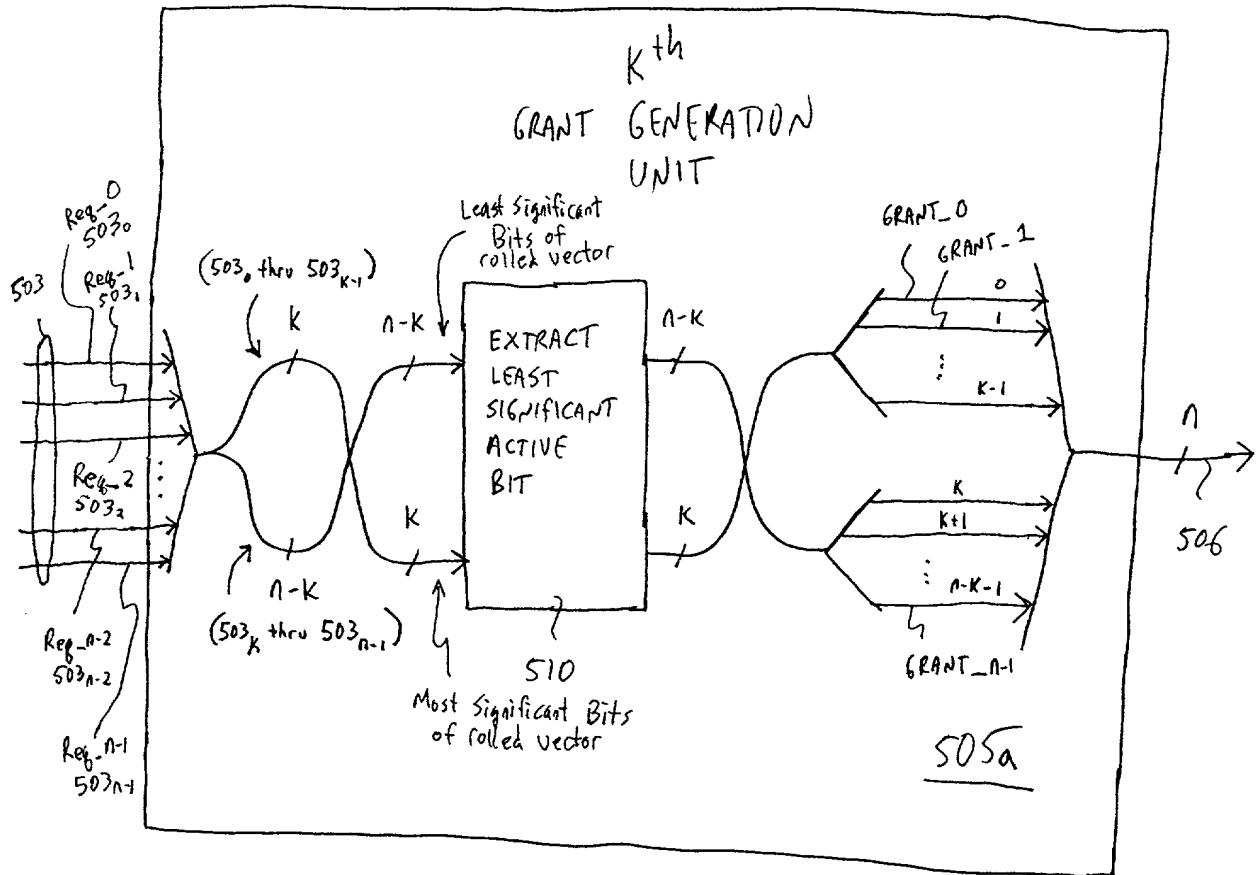 Kth
GRANT GENERATION
UNIT
Req_0
503₀
Req_1
503₁
503
Req_2
503₂
Req_n-2
503n-2
Req_n-1
503n-1
(503₀ thru 503K-1)
K
n-K
(503K thru 503n-1)
Least Significant
Bits of
rolled vector
n-K
K
Most Significant Bits
of rolled vector
EXTRACT
LEAST
SIGNIFICANT
ACTIVE
BIT
510
n-K
K
GRANT_0
GRANT_1
0
1
K-1
K
K+1
n-K-1
GRANT_n-1
n
506
505a